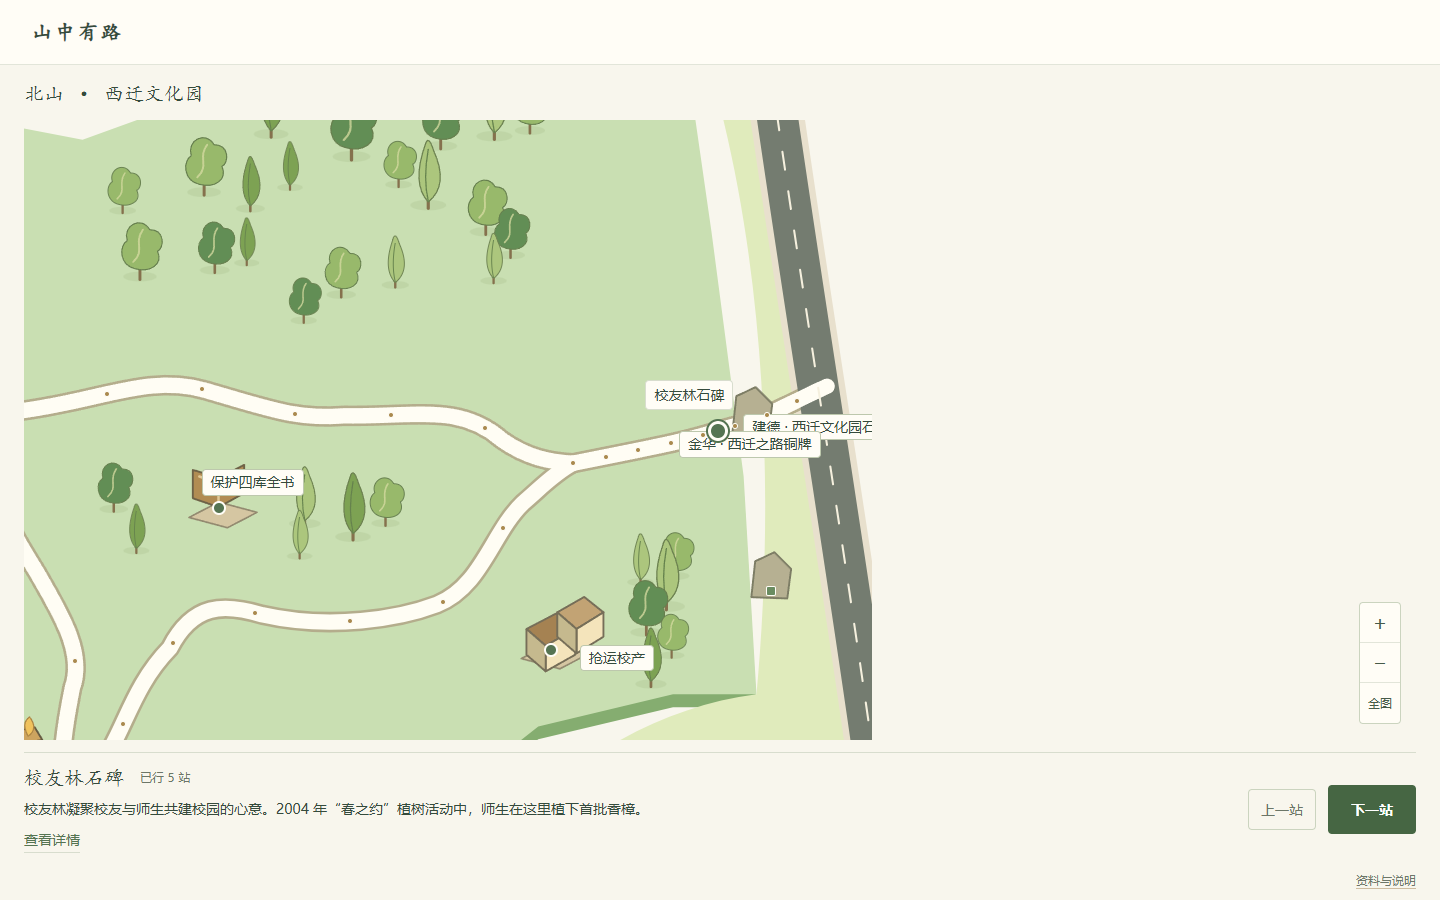 山中有路
北山 • 西迁文化园
校友林石碑
建德 · 西迁文化园石
金华 · 西迁之路铜牌
保护四库全书
抢运校产
+
−
全图
校友林石碑 已行 5 站
校友林凝聚校友与师生共建校园的心意。2004 年“春之约”植树活动中，师生在这里植下首批香樟。
查看详情
上一站
下一站
资料与说明